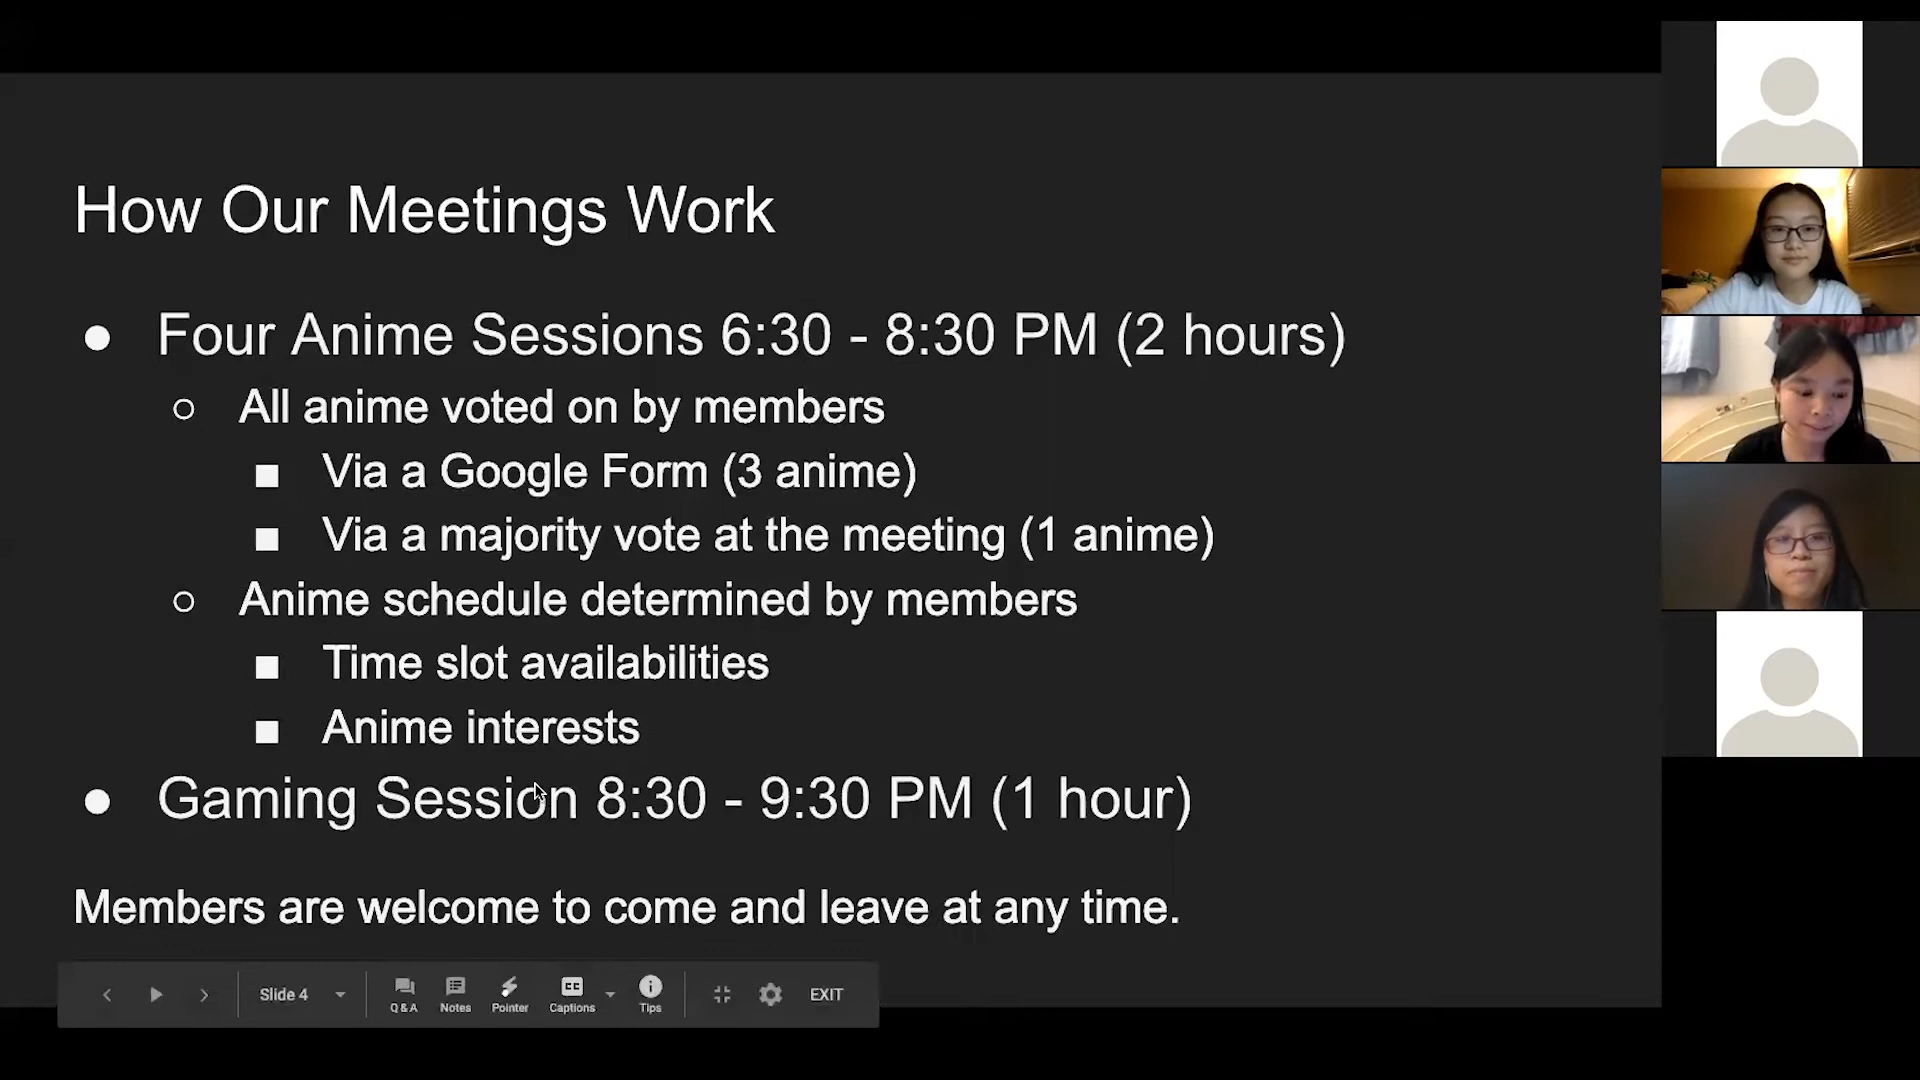 How Our Meetings Work
● Four Anime Sessions 6:30 - 8:30 PM (2 hours)
○ All anime voted on by members
■ Via a Google Form (3 anime)
■ Via a majority vote at the meeting (1 anime)
○ Anime schedule determined by members
■ Time slot availabilities
■ Anime interests
● Gaming Session 8:30 - 9:30 PM (1 hour)
Members are welcome to come and leave at any time.
Slide 4 Q & A Notes Pointer CC Captions Tips EXIT